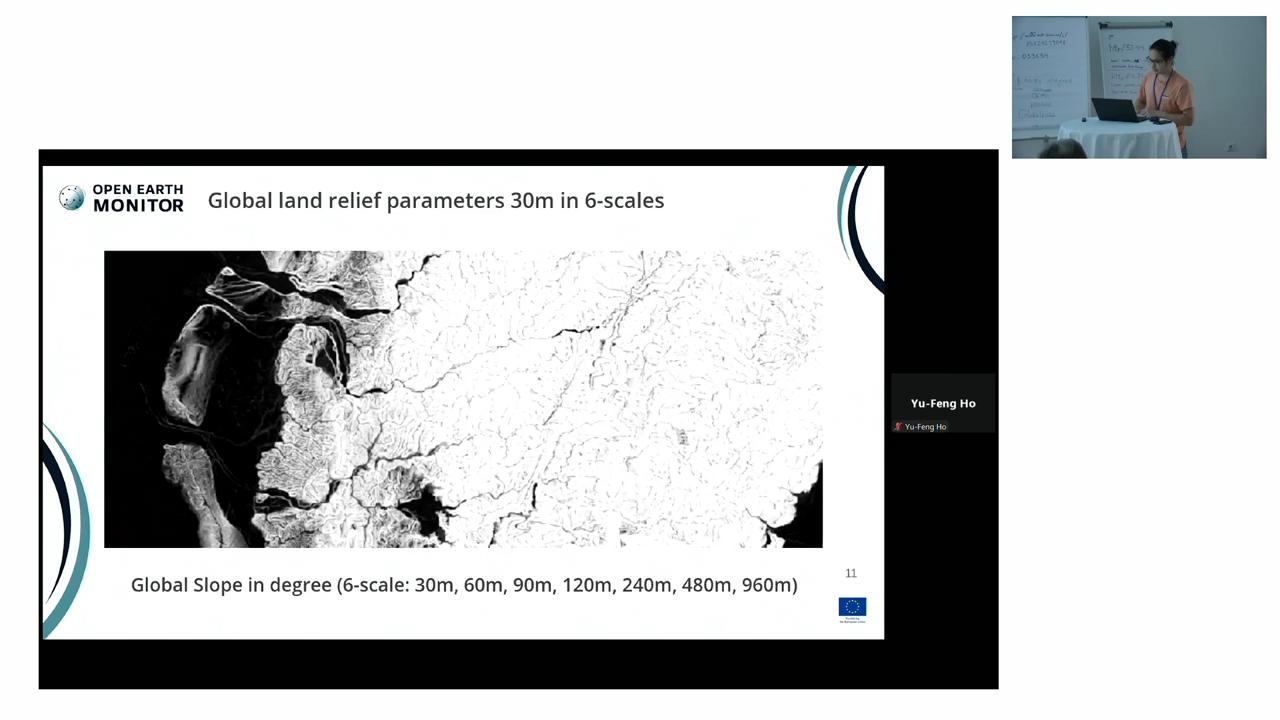 OPEN EARTH
MONITOR
Global land relief parameters 30m in 6-scales
Global Slope in degree (6-scale: 30m, 60m, 90m, 120m, 240m, 480m, 960m)
11
Yu-Feng Ho
Yu-Feng Ho